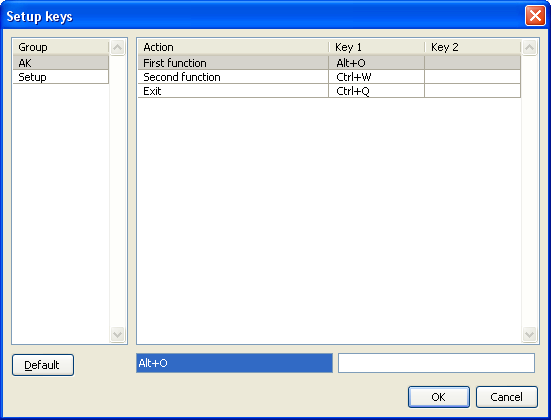 Setup keys
Group
AK
Setup
Action Key 1 Key 2
First function Alt+O
Second function Ctrl+W
Exit Ctrl+Q
Default Alt+O
OK Cancel